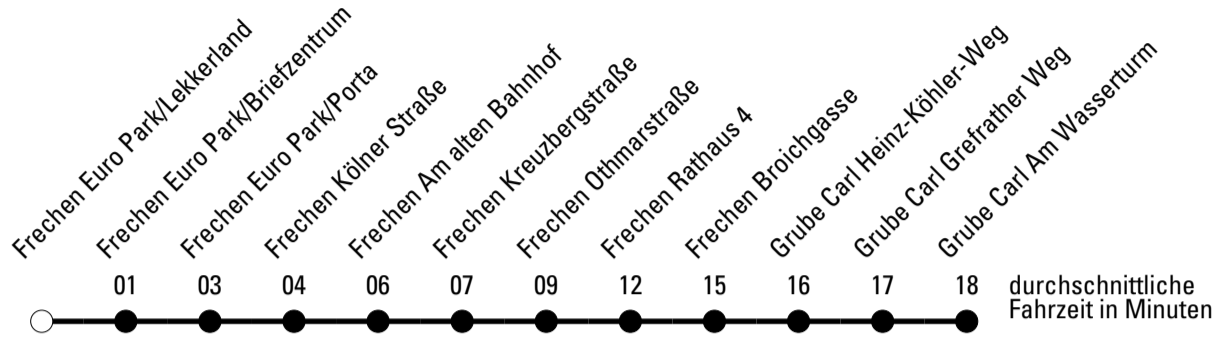 Frechen Euro Park/Lekkerland
Frechen Euro Park/Briefzentrum
Frechen Euro Park/Porta
Frechen Kölner Straße
Frechen Am alten Bahnhof
Frechen Kreuzbergstraße
Frechen Othmarstraße
Frechen Rathaus 4
Frechen Broichgasse
Grube Carl Heinz-Köhler-Weg
Grube Carl Grefrather Weg
Grube Carl Am Wasserturm
01 03 04 06 07 09 12 15 16 17 18
durchschnittliche
Fahrzeit in Minuten